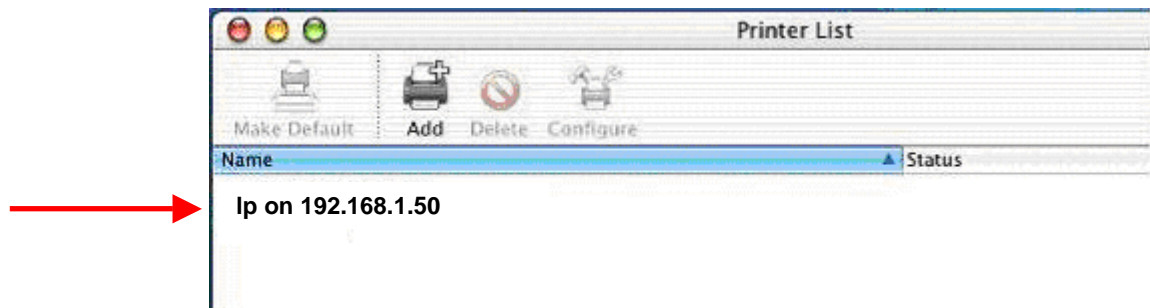 Printer List
Make Default Add Delete Configure
Name Status
lp on 192.168.1.50